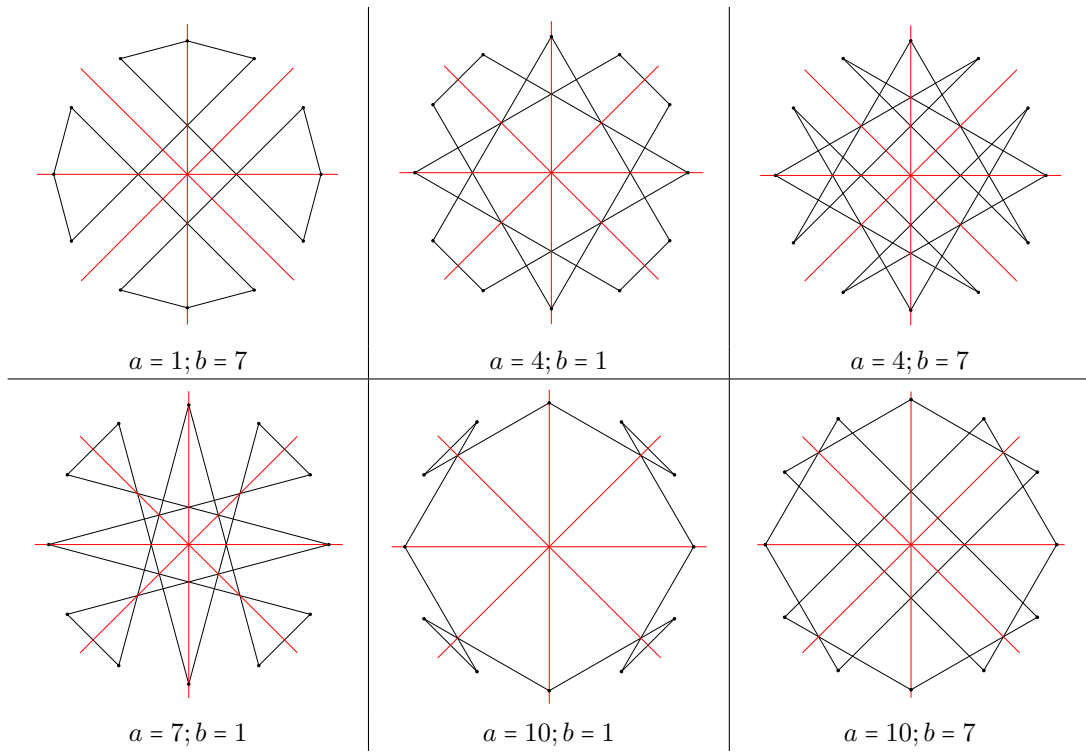 a = 1; b = 7
a = 4; b = 1
a = 4; b = 7
a = 7; b = 1
a = 10; b = 1
a = 10; b = 7